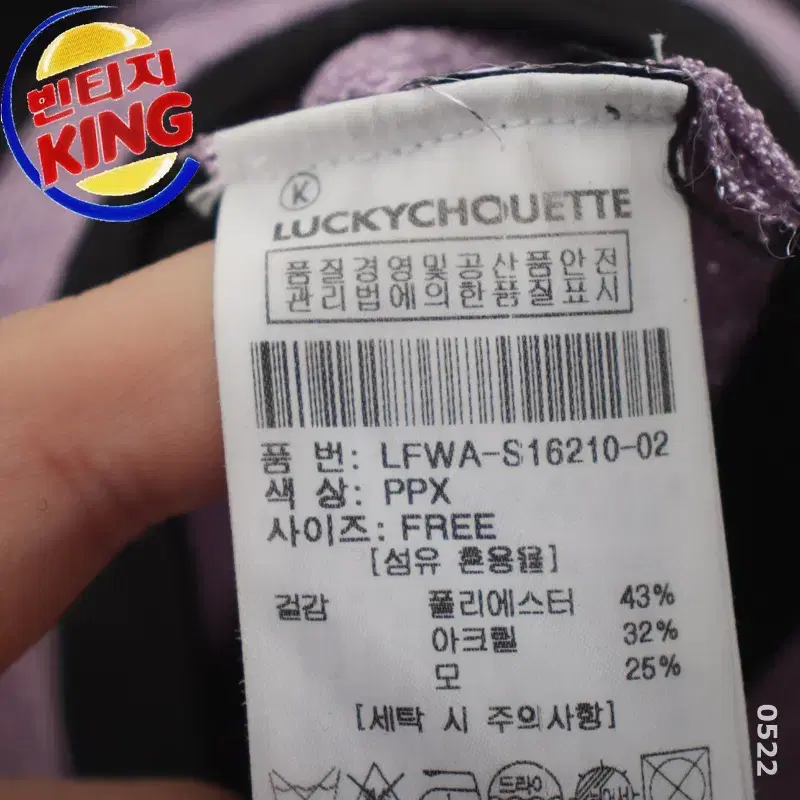 빈티지
KING
K
LUCKYCHOUETTE
품질경영및공산품안전
관리법에의한품질표시
품 번: LFWA-S16210-02
색 상: PPX
사이즈: FREE
[섬유 혼용율]
겉감 폴리에스터 43%
아크릴 32%
모 25%
[세탁 시 주의사항]
드라이
0522